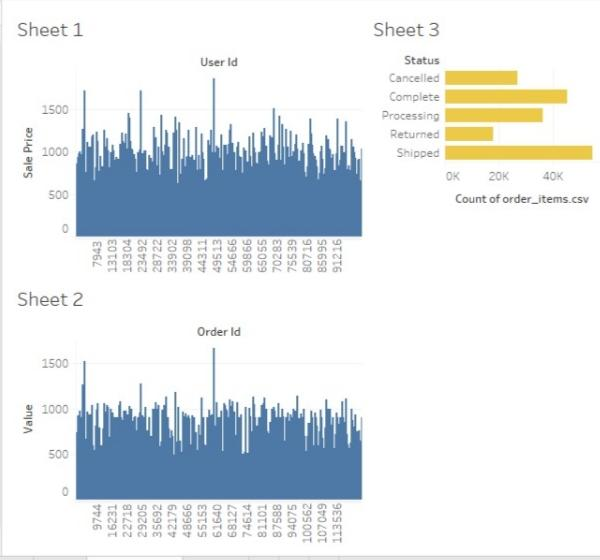 Sheet 1
User Id
Sale Price
1500
1000
500
0
7943
13103
18304
23492
28722
33902
39098
44311
49513
54666
59866
65055
70283
75539
80716
85995
91216
Sheet 3
Status
Cancelled
Complete
Processing
Returned
Shipped
0K 20K 40K
Count of order_items.csv
Sheet 2
Order Id
Value
1500
1000
500
0
9744
16231
22718
29205
35692
42179
48666
55153
61640
68127
74614
81101
87588
94075
100562
107049
113536